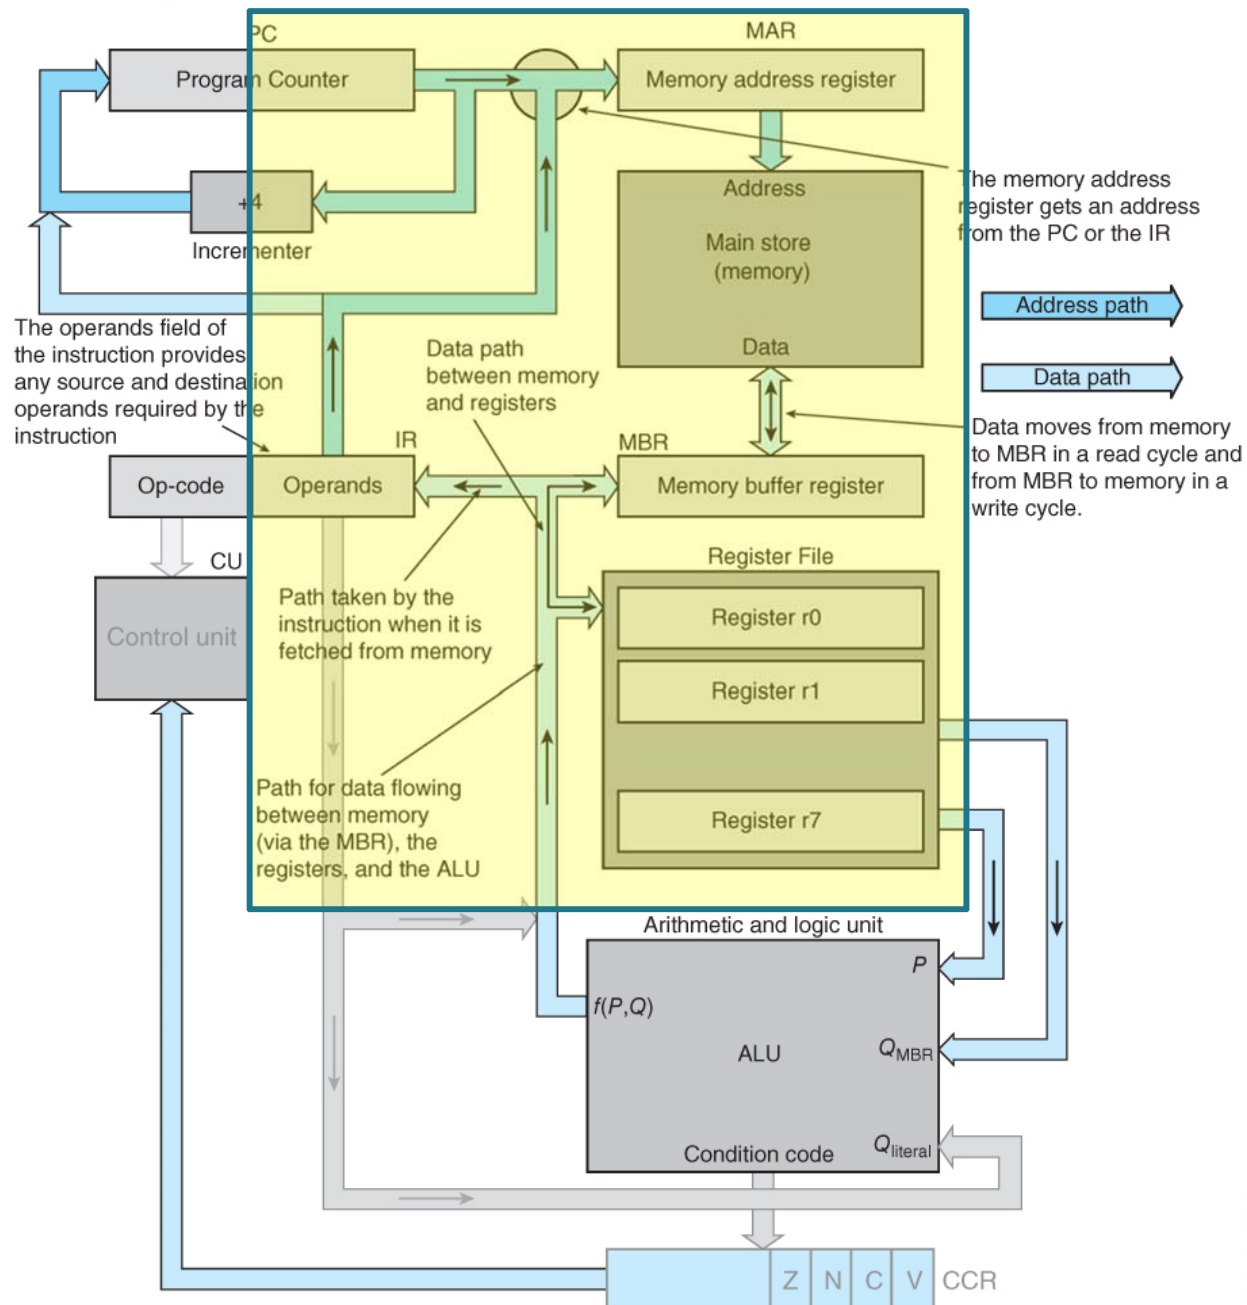 PC
MAR
Program Counter
Memory address register
+4
Incrementer
Address
Main store
(memory)
Data
The memory address
register gets an address
from the PC or the IR
Address path
Data path
The operands field of
the instruction provides
any source and destination
operands required by the
instruction
Data path
between memory
and registers
Data moves from memory
to MBR in a read cycle and
from MBR to memory in a
write cycle.
IR
MBR
Op-code
Operands
Memory buffer register
CU
Control unit
Path taken by the
instruction when it is
fetched from memory
Register File
Register r0
Register r1
Register r7
Path for data flowing
between memory
(via the MBR), the
registers, and the ALU
Arithmetic and logic unit
P
f(P,Q)
ALU
QMBR
Qliteral
Condition code
Z N C V CCR